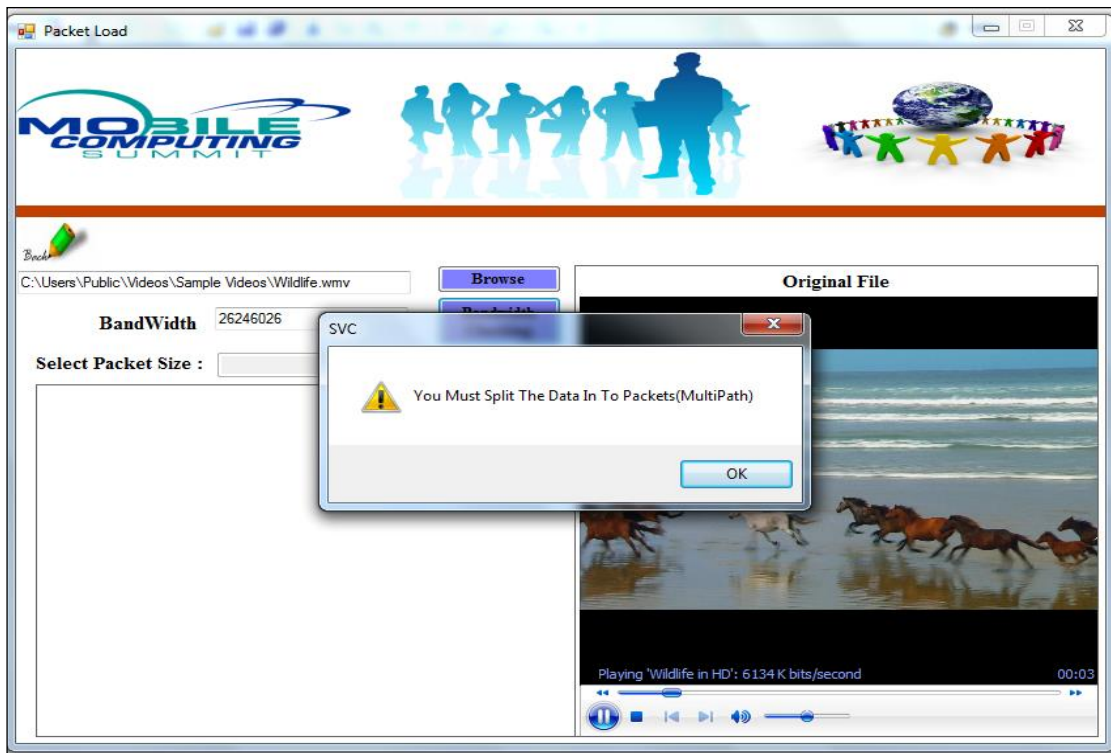 Packet Load
MOBILE
COMPUTING
SUMMIT
Back
C:\Users\Public\Videos\Sample Videos\Wildlife.wmv
Browse
Original File
BandWidth
26246026
Select Packet Size :
SVC
You Must Split The Data In To Packets(MultiPath)
OK
Playing 'Wildlife in HD': 6134 K bits/second
00:03